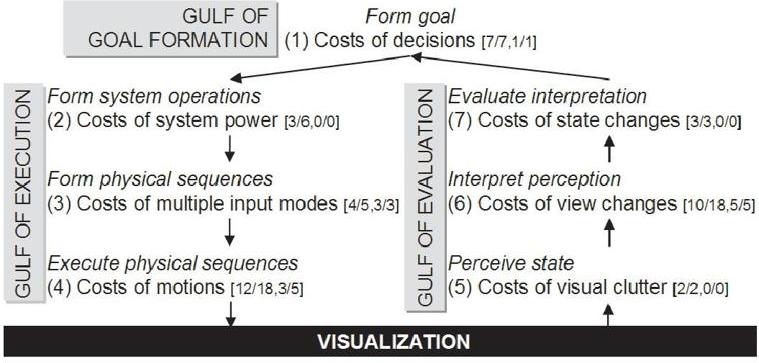 GULF OF
GOAL FORMATION
Form goal
(1) Costs of decisions [7/7,1/1]
GULF OF EXECUTION
Form system operations
(2) Costs of system power [3/6,0/0]
Form physical sequences
(3) Costs of multiple input modes [4/5,3/3]
Execute physical sequences
(4) Costs of motions [12/18,3/5]
GULF OF EVALUATION
Evaluate interpretation
(7) Costs of state changes [3/3,0/0]
Interpret perception
(6) Costs of view changes [10/18,5/5]
Perceive state
(5) Costs of visual clutter [2/2,0/0]
VISUALIZATION